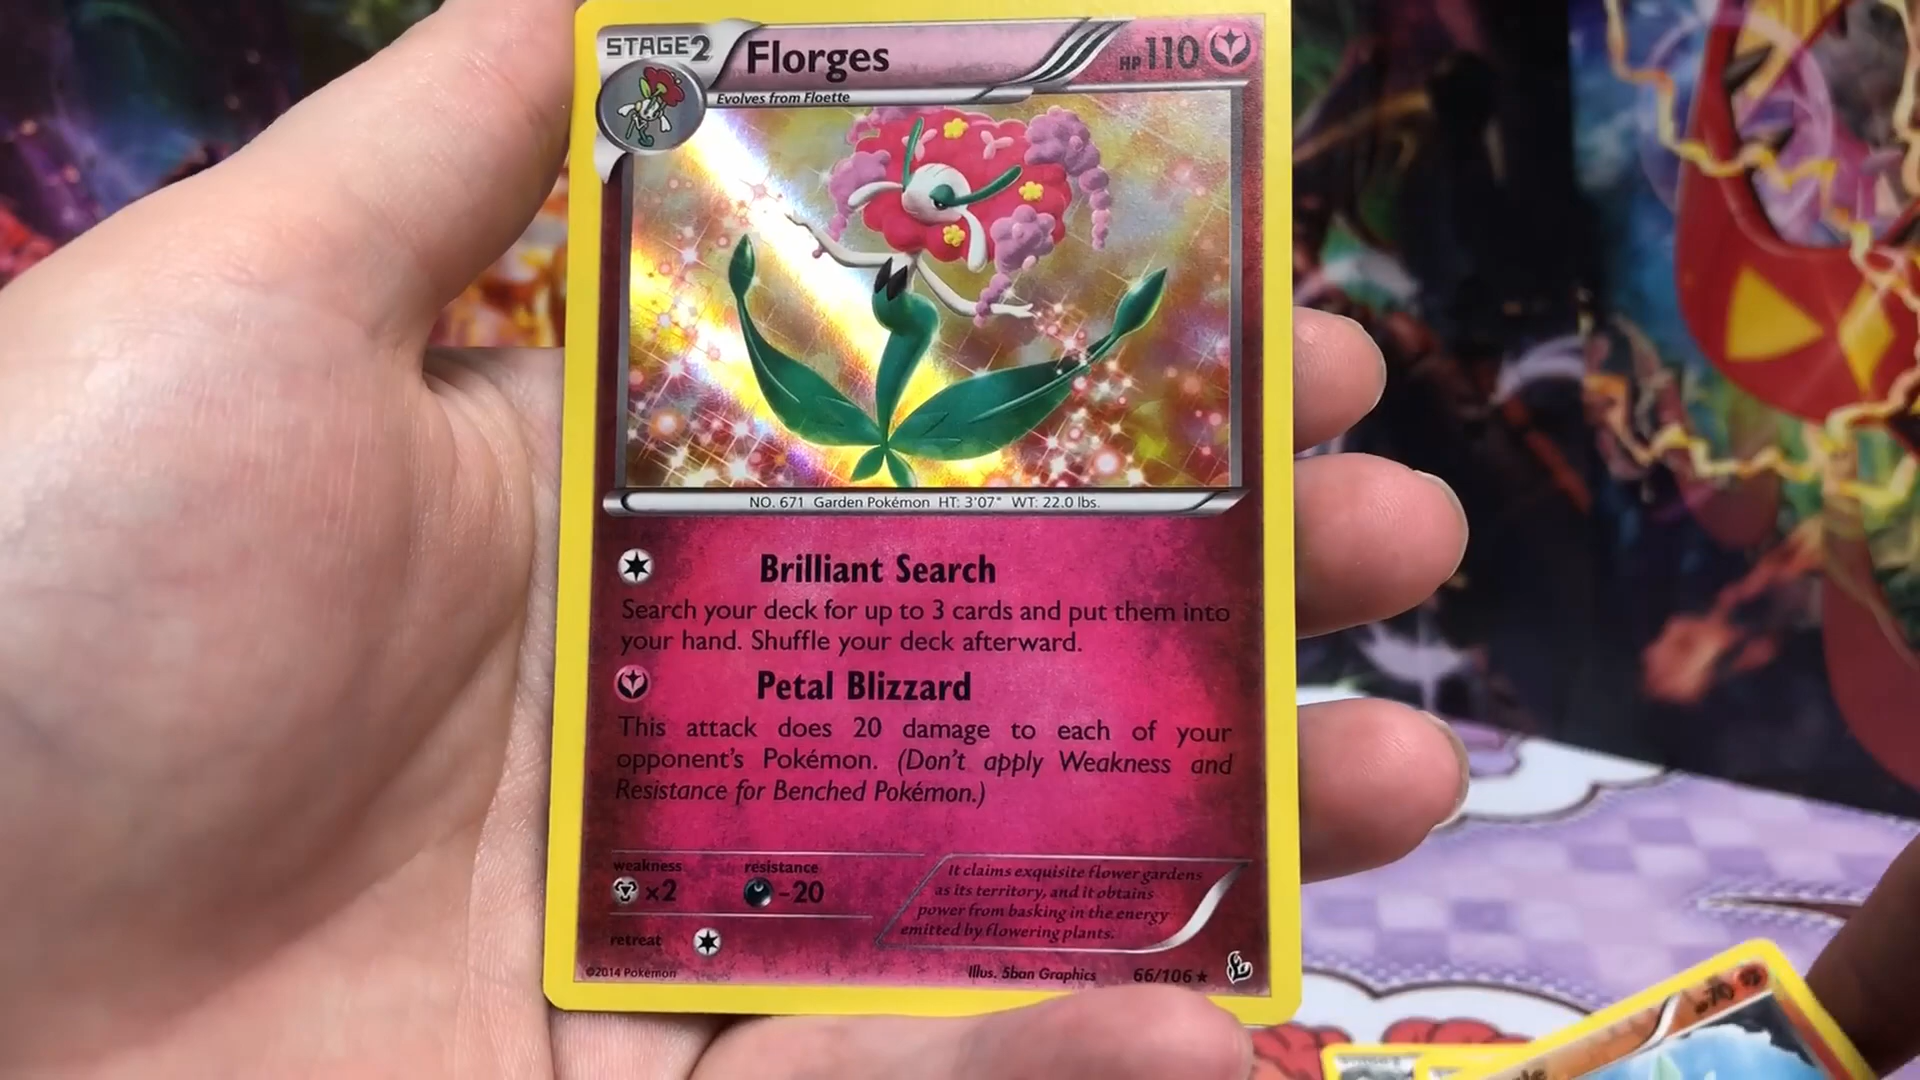 STAGE2
Florges
HP110
Evolves from Floette
NO. 671 Garden Pokémon HT: 3'07" WT: 22.0 lbs.
Brilliant Search
Search your deck for up to 3 cards and put them into
your hand. Shuffle your deck afterward.
Petal Blizzard
This attack does 20 damage to each of your
opponent's Pokémon. (Don't apply Weakness and
Resistance for Benched Pokémon.)
weakness
x2
resistance
-20
retreat
It claims exquisite flower gardens
as its territory, and it obtains
power from basking in the energy
emitted by flowering plants.
©2014 Pokémon
Illus. 5ban Graphics
66/106
HP70